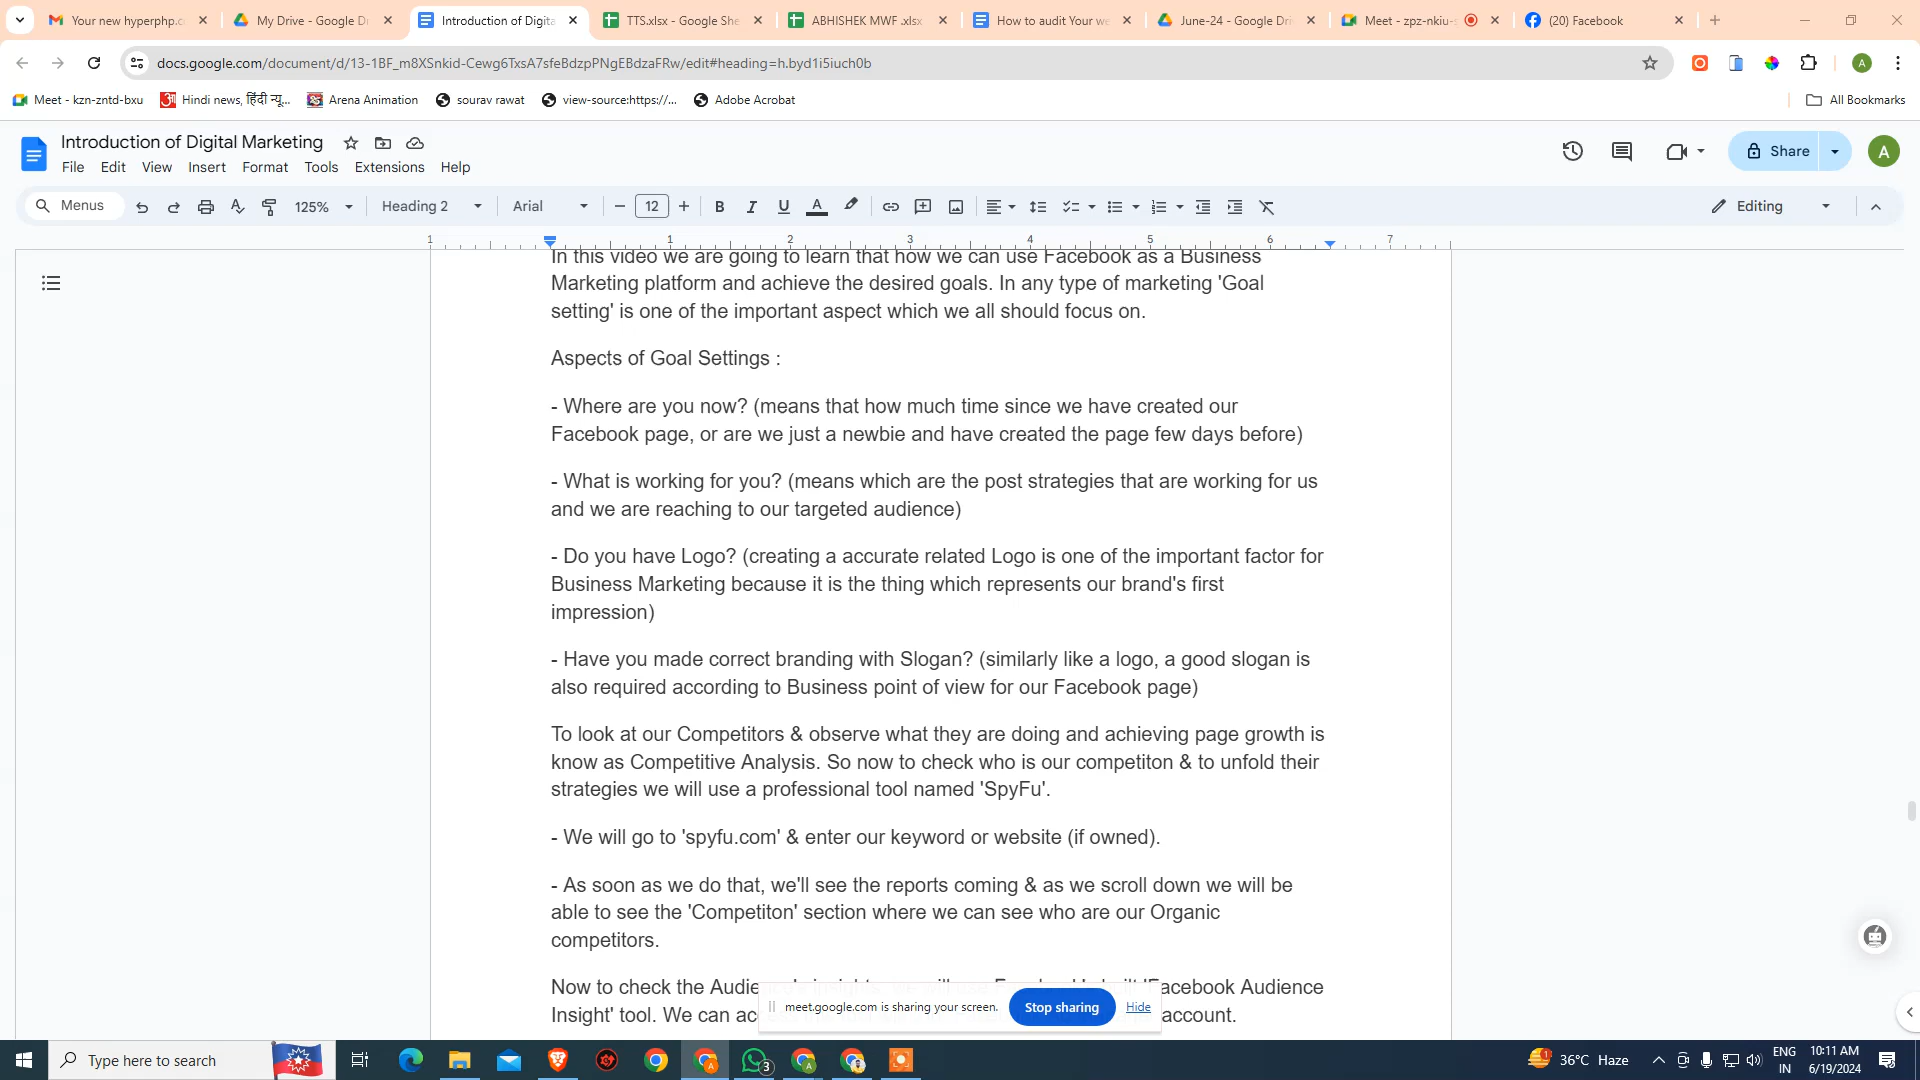 Your new hyperphp.c
My Drive - Google Dr
Introduction of Digita
TTS.xlsx - Google She
ABHISHEK MWF .xlsx
How to audit Your we
June-24 - Google Driv
Meet - zpz-nkiu-
(20) Facebook
docs.google.com/document/d/13-1BF_m8XSnkid-Cewg6TxsA7sfeBdzpPNgEBdzaFRw/edit#heading=h.byd1i5iuch0b
A
Meet - kzn-zntd-bxu
Hindi news, हिंदी न्यू...
Arena Animation
sourav rawat
view-source:https://...
Adobe Acrobat
All Bookmarks
Introduction of Digital Marketing
File Edit View Insert Format Tools Extensions Help
Share
A
Menus
125%
Heading 2
Arial
12
B I U A
Editing
1 1 2 3 4 5 6 7
In this video we are going to learn that how we can use Facebook as a Business
Marketing platform and achieve the desired goals. In any type of marketing 'Goal
setting' is one of the important aspect which we all should focus on.
Aspects of Goal Settings :
- Where are you now? (means that how much time since we have created our
Facebook page, or are we just a newbie and have created the page few days before)
- What is working for you? (means which are the post strategies that are working for us
and we are reaching to our targeted audience)
- Do you have Logo? (creating a accurate related Logo is one of the important factor for
Business Marketing because it is the thing which represents our brand's first
impression)
- Have you made correct branding with Slogan? (similarly like a logo, a good slogan is
also required according to Business point of view for our Facebook page)
To look at our Competitors & observe what they are doing and achieving page growth is
know as Competitive Analysis. So now to check who is our competiton & to unfold their
strategies we will use a professional tool named 'SpyFu'.
- We will go to 'spyfu.com' & enter our keyword or website (if owned).
- As soon as we do that, we'll see the reports coming & as we scroll down we will be
able to see the 'Competiton' section where we can see who are our Organic
competitors.
Now to check the Audience's insights, we will use Facebook Audience
Insight' tool. We can ac account.
meet.google.com is sharing your screen.
Stop sharing
Hide
Type here to search
3
36°C Haze
ENG
IN
10:11 AM
6/19/2024